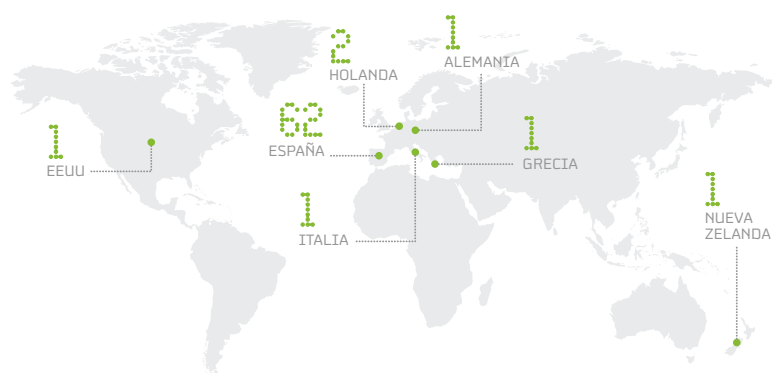 2
HOLANDA
1
ALEMANIA
62
ESPAÑA
1
GRECIA
1
EEUU
1
ITALIA
1
NUEVA
ZELANDA